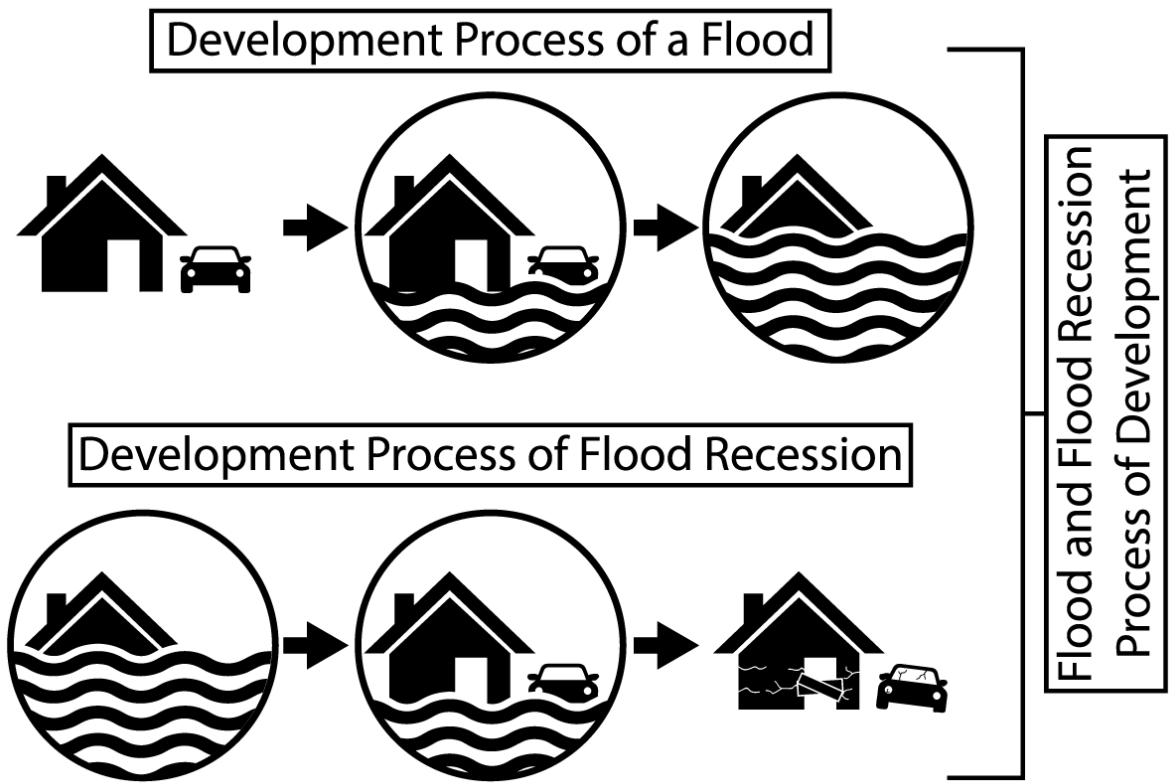 Development Process of a Flood
Development Process of Flood Recession
Flood and Flood Recession
Process of Development